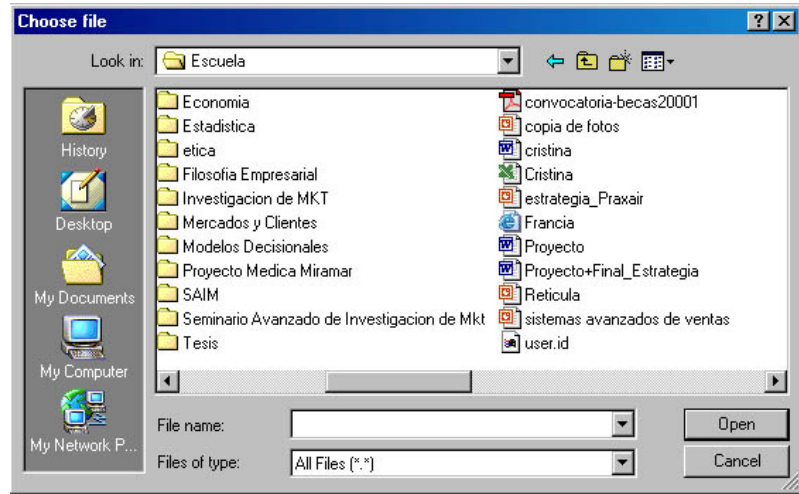 Choose file
Look in: Escuela
History
Desktop
My Documents
My Computer
My Network P...
Economia
Estadistica
etica
Filosofia Empresarial
Investigacion de MKT
Mercados y Clientes
Modelos Decisionales
Proyecto Medica Miramar
SAIM
Seminario Avanzado de Investigacion de Mkt
Tesis
convocatoria-becas20001
copia de fotos
cristina
Cristina
estrategia_Praxair
Francia
Proyecto
Proyecto+Final_Estrategia
Reticula
sistemas avanzados de ventas
user.id
File name:
Open
Files of type: All Files (*.*)
Cancel